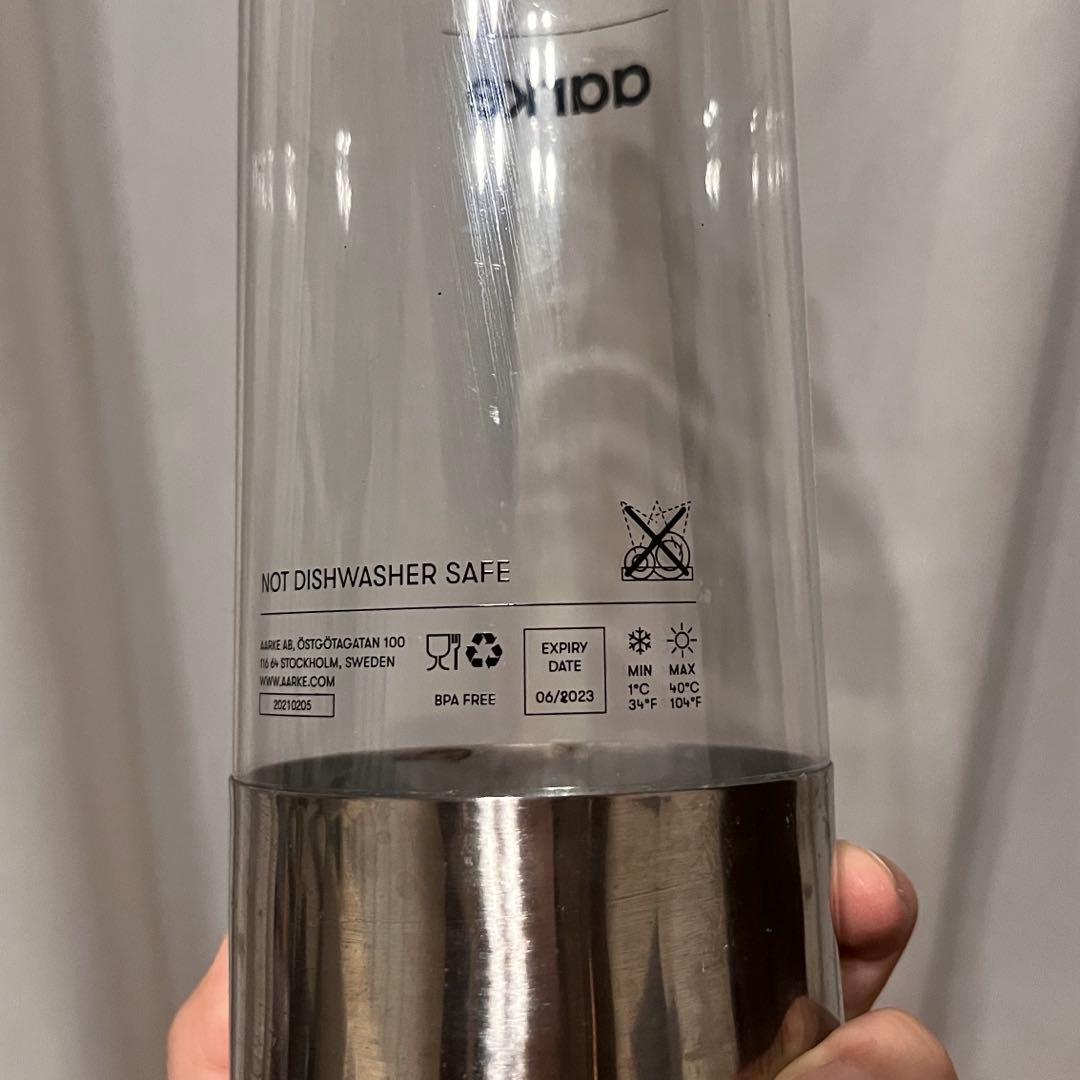 aarke
NOT DISHWASHER SAFE
AARKE AB, ÖSTGÖTAGATAN 100
116 64 STOCKHOLM, SWEDEN
WWW.AARKE.COM
20210205
BPA FREE
EXPIRY
DATE
06/2023
MIN MAX
1°C 40°C
34°F 104°F